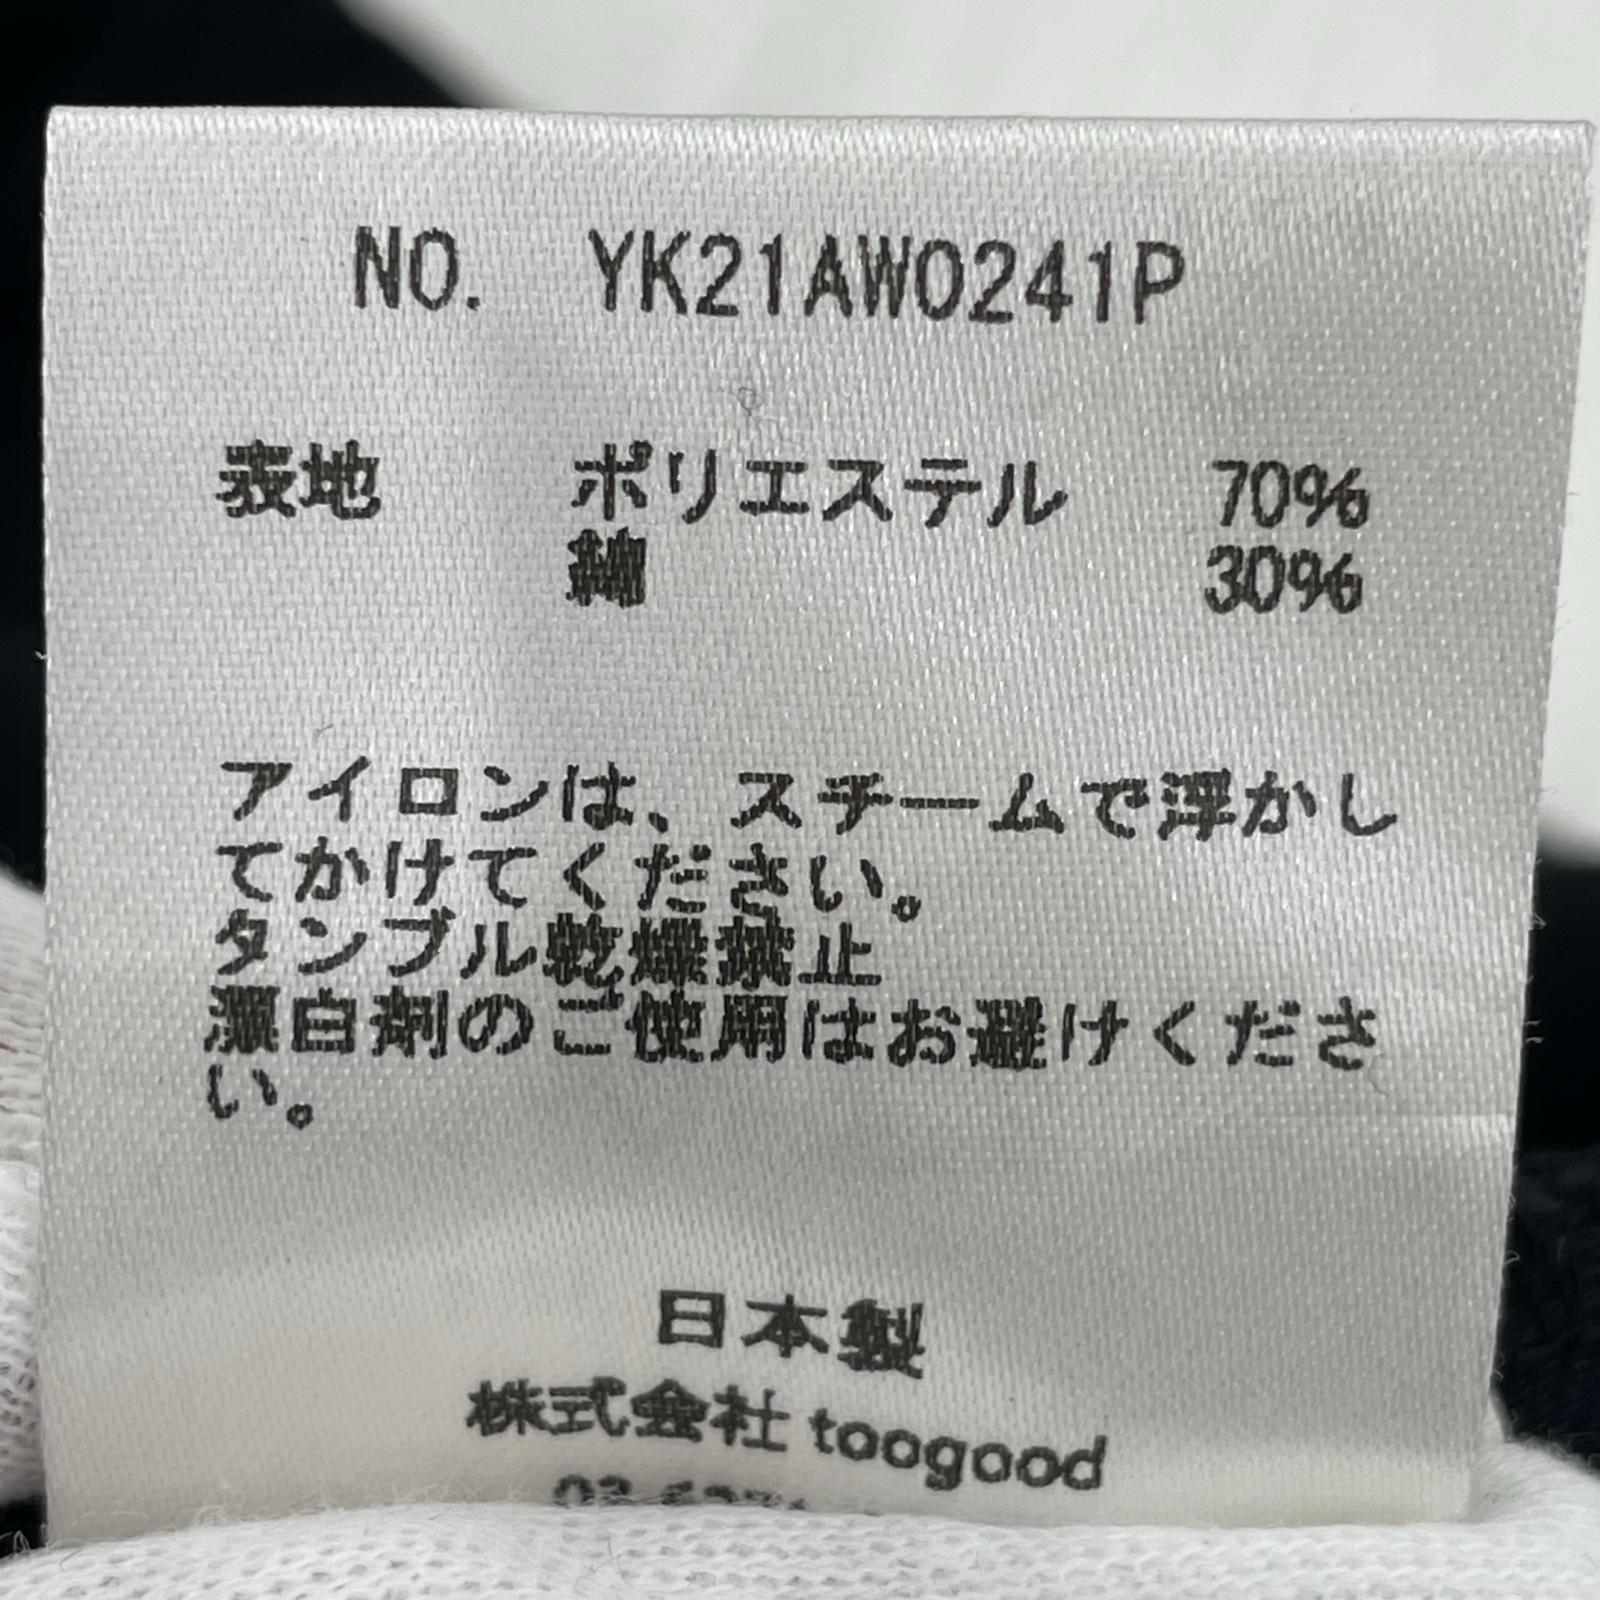 NO. YK21AW0241P
表地 ポリエステル 70%
綿 30%
アイロンは、スチームで浮かし
てかけてください。
タンブル乾燥禁止
漂白剤のご使用はお避けくださ
い。
日本製
株式会社 toogood